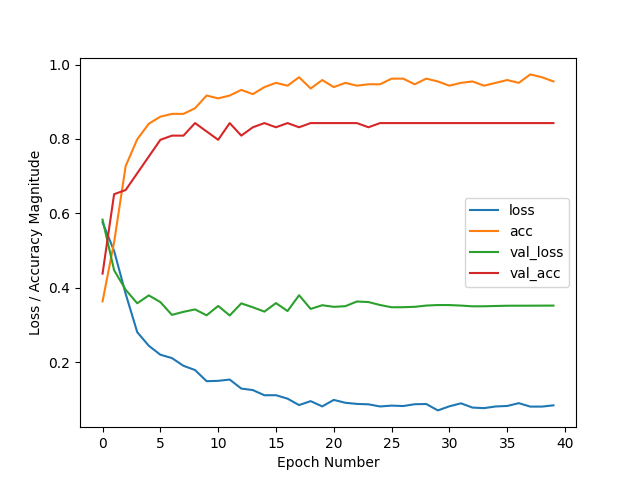 1.0
0.8
0.6
0.4
0.2
Loss / Accuracy Magnitude
loss
acc
val_loss
val_acc
0 5 10 15 20 25 30 35 40
Epoch Number